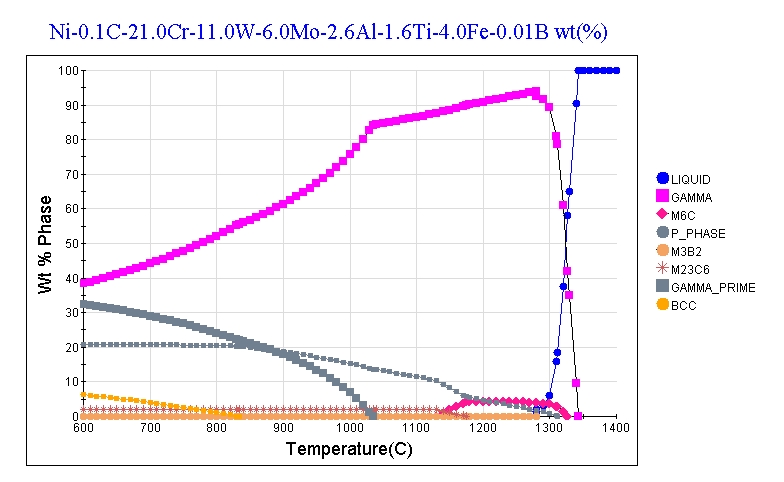 Ni-0.1C-21.0Cr-11.0W-6.0Mo-2.6Al-1.6Ti-4.0Fe-0.01B wt(%)
100
90
80
70
60
50
40
30
20
10
0
Wt % Phase
600 700 800 900 1000 1100 1200 1300 1400
Temperature(C)
LIQUID
GAMMA
M6C
P_PHASE
M3B2
M23C6
GAMMA_PRIME
BCC